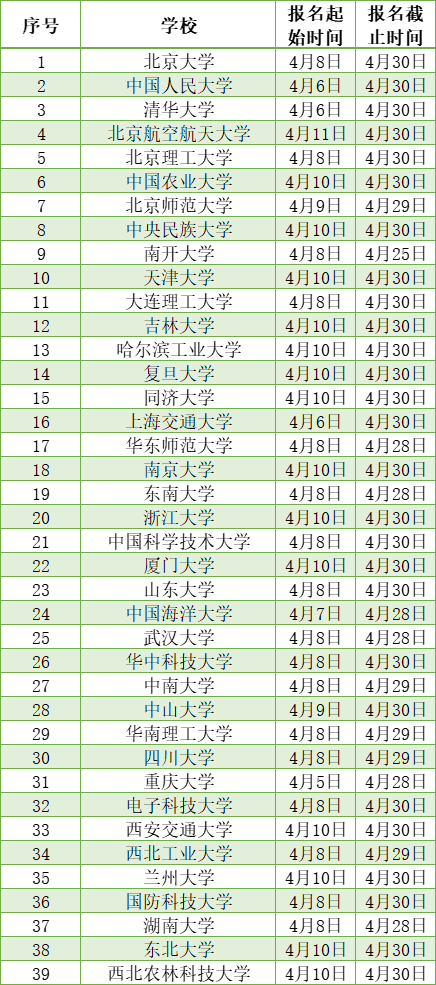 序号 学校 报名起始时间 报名截止时间
1 北京大学 4月8日 4月30日
2 中国人民大学 4月6日 4月30日
3 清华大学 4月6日 4月30日
4 北京航空航天大学 4月11日 4月30日
5 北京理工大学 4月8日 4月30日
6 中国农业大学 4月10日 4月30日
7 北京师范大学 4月9日 4月29日
8 中央民族大学 4月10日 4月30日
9 南开大学 4月8日 4月25日
10 天津大学 4月10日 4月30日
11 大连理工大学 4月8日 4月30日
12 吉林大学 4月10日 4月30日
13 哈尔滨工业大学 4月10日 4月30日
14 复旦大学 4月10日 4月30日
15 同济大学 4月10日 4月30日
16 上海交通大学 4月6日 4月30日
17 华东师范大学 4月8日 4月28日
18 南京大学 4月10日 4月30日
19 东南大学 4月8日 4月28日
20 浙江大学 4月10日 4月30日
21 中国科学技术大学 4月8日 4月30日
22 厦门大学 4月10日 4月30日
23 山东大学 4月8日 4月30日
24 中国海洋大学 4月7日 4月28日
25 武汉大学 4月8日 4月28日
26 华中科技大学 4月8日 4月30日
27 中南大学 4月8日 4月29日
28 中山大学 4月9日 4月30日
29 华南理工大学 4月8日 4月29日
30 四川大学 4月8日 4月29日
31 重庆大学 4月5日 4月28日
32 电子科技大学 4月8日 4月30日
33 西安交通大学 4月10日 4月30日
34 西北工业大学 4月8日 4月29日
35 兰州大学 4月10日 4月30日
36 国防科技大学 4月8日 4月30日
37 湖南大学 4月8日 4月28日
38 东北大学 4月10日 4月30日
39 西北农林科技大学 4月10日 4月30日